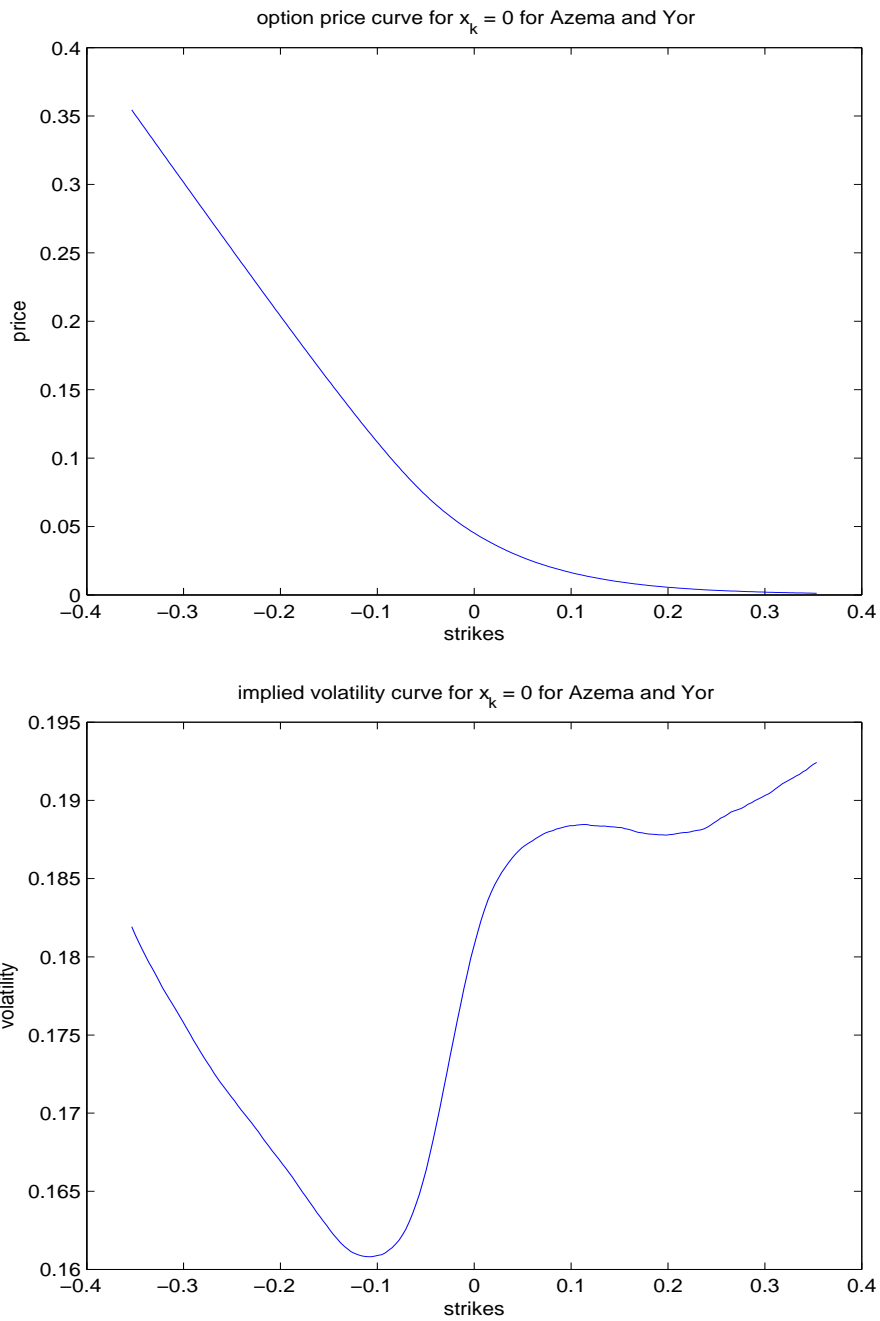 option price curve for x_k = 0 for Azema and Yor
0.4
0.35
0.3
0.25
0.2
0.15
0.1
0.05
0
price
−0.4 −0.3 −0.2 −0.1 0 0.1 0.2 0.3 0.4
strikes
implied volatility curve for x_k = 0 for Azema and Yor
0.195
0.19
0.185
0.18
0.175
0.17
0.165
0.16
volatility
−0.4 −0.3 −0.2 −0.1 0 0.1 0.2 0.3 0.4
strikes